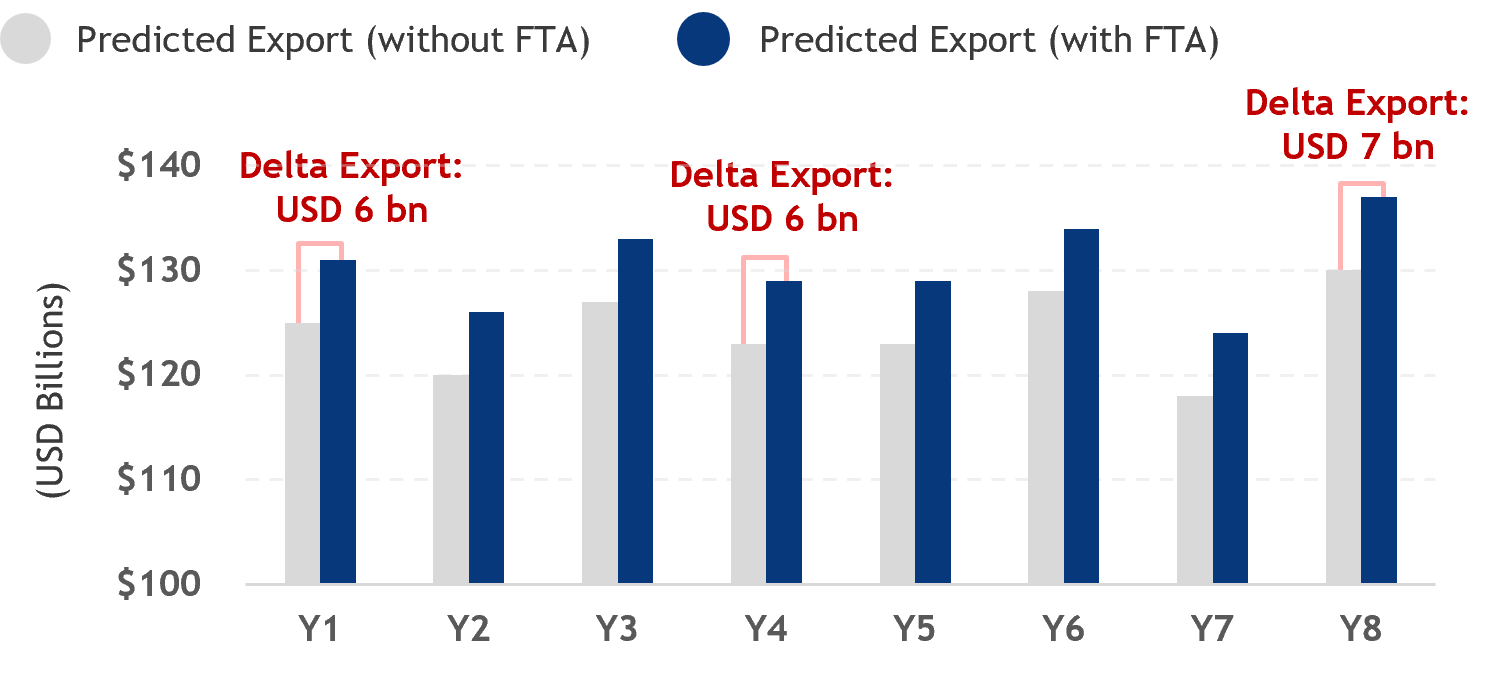 Predicted Export (without FTA)
Predicted Export (with FTA)
Delta Export:
USD 7 bn
Delta Export:
USD 6 bn
Delta Export:
USD 6 bn
$140
$130
$120
$110
$100
(USD Billions)
Y1
Y2
Y3
Y4
Y5
Y6
Y7
Y8